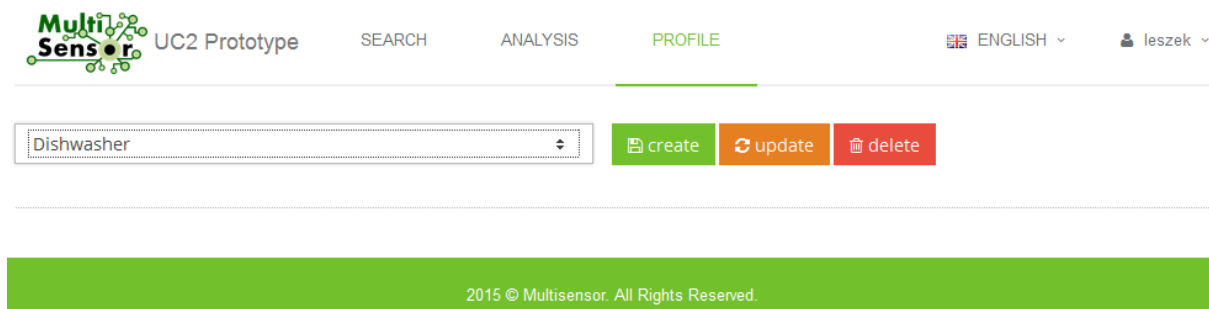 Multi
Sensor
UC2 Prototype
SEARCH
ANALYSIS
PROFILE
ENGLISH
leszek
Dishwasher
create
update
delete
2015 © Multisensor. All Rights Reserved.